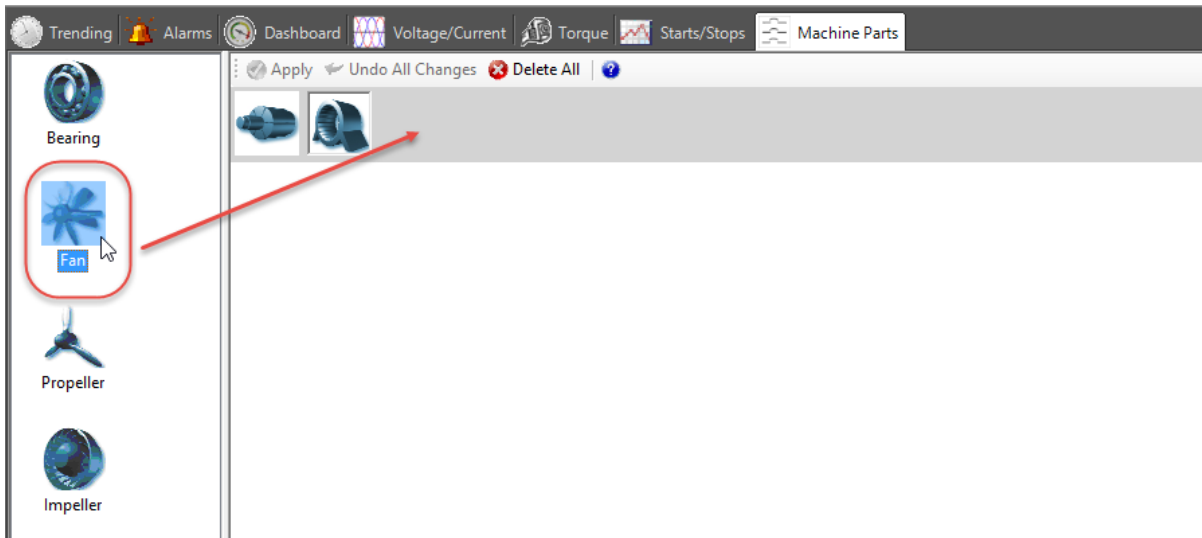 Trending Alarms Dashboard Voltage/Current Torque Starts/Stops Machine Parts
Apply Undo All Changes Delete All ?
Bearing
Fan
Propeller
Impeller